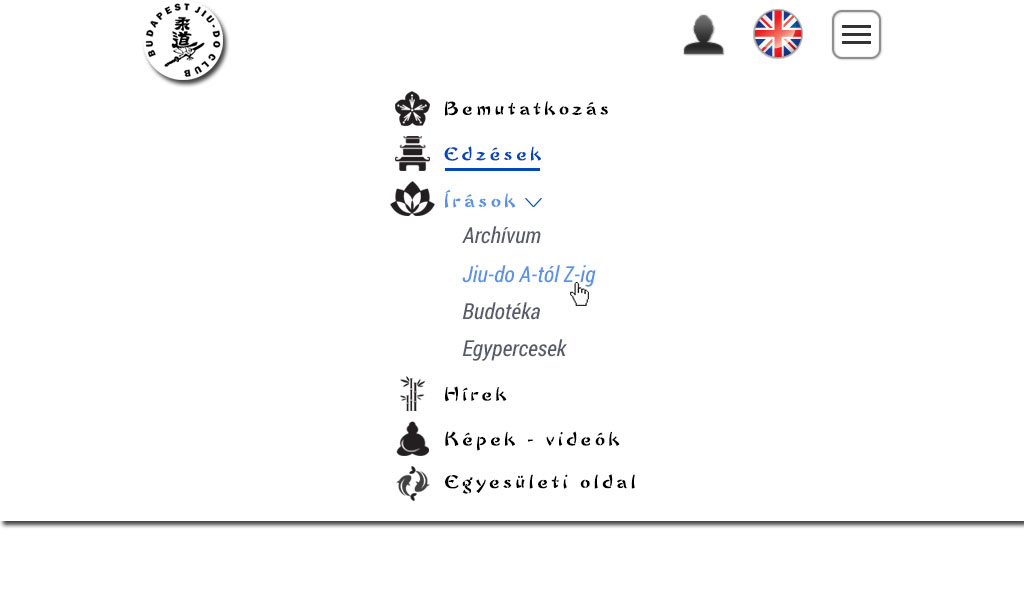 BUDAPEST JIU-DO CLUB
柔道
Bemutatkozás
Edzések
Írások
Archívum
Jiu-do A-tól Z-ig
Budotéka
Egypercesek
Hírek
Képek - videók
Egyesületi oldal